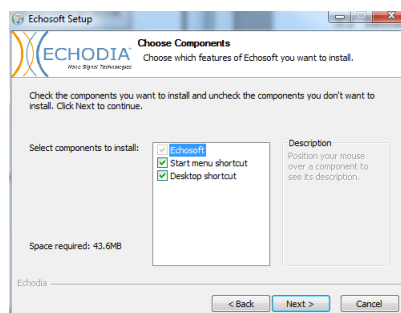 Echosoft Setup
ECHODIA
Choose Components
Choose which features of Echosoft you want to install.
Check the components you want to install and uncheck the components you don't want to
install. Click Next to continue.
Select components to install:
Echosoft
Start menu shortcut
Desktop shortcut
Description
Position your mouse
over a component to
see its description.
Space required: 43.6MB
Echodia
< Back
Next >
Cancel